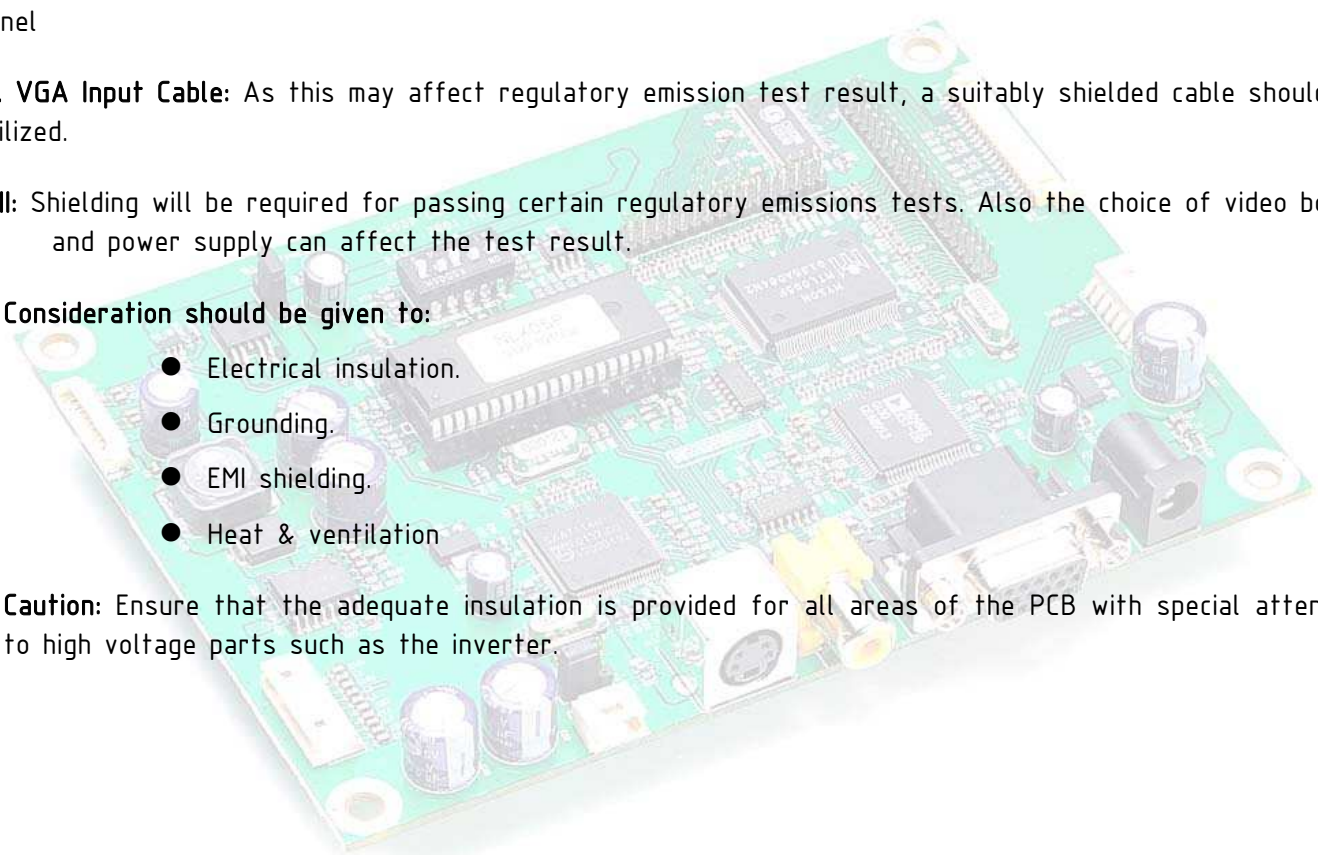 nel
. VGA Input Cable: As this may affect regulatory emission test result, a suitably shielded cable should
ilized.
II: Shielding will be required for passing certain regulatory emissions tests. Also the choice of video b
and power supply can affect the test result.
Consideration should be given to:
● Electrical insulation.
● Grounding.
● EMI shielding.
● Heat & ventilation
Caution: Ensure that the adequate insulation is provided for all areas of the PCB with special atten
to high voltage parts such as the inverter.